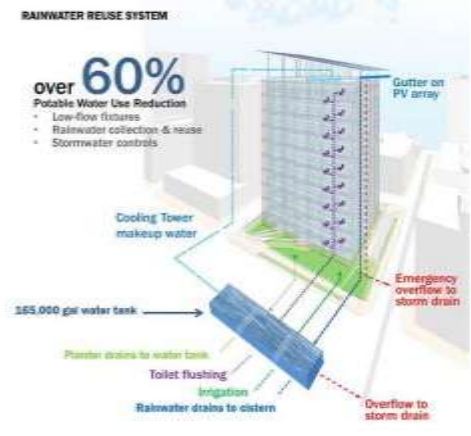 RAINWATER REUSE SYSTEM
over 60%
Potable Water Use Reduction
- Low-flow fixtures
- Rainwater collection & reuse
- Stormwater controls
Gutter on
PV array
Cooling Tower
makeup water
Emergency
overflow to
storm drain
165,000 gal water tank
Planter drains to water tank
Toilet flushing
Irrigation
Rainwater drains to cistern
Overflow to
storm drain